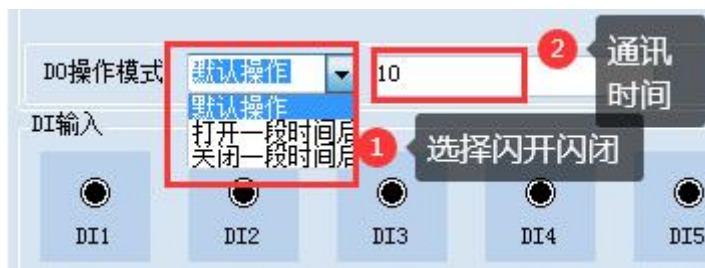 DO操作模式
默认操作
10
2
通讯
时间
默认操作
打开一段时间后
关闭一段时间后
DI输入
1
选择闪开闪闭
DI1
DI2
DI3
DI4
DI5